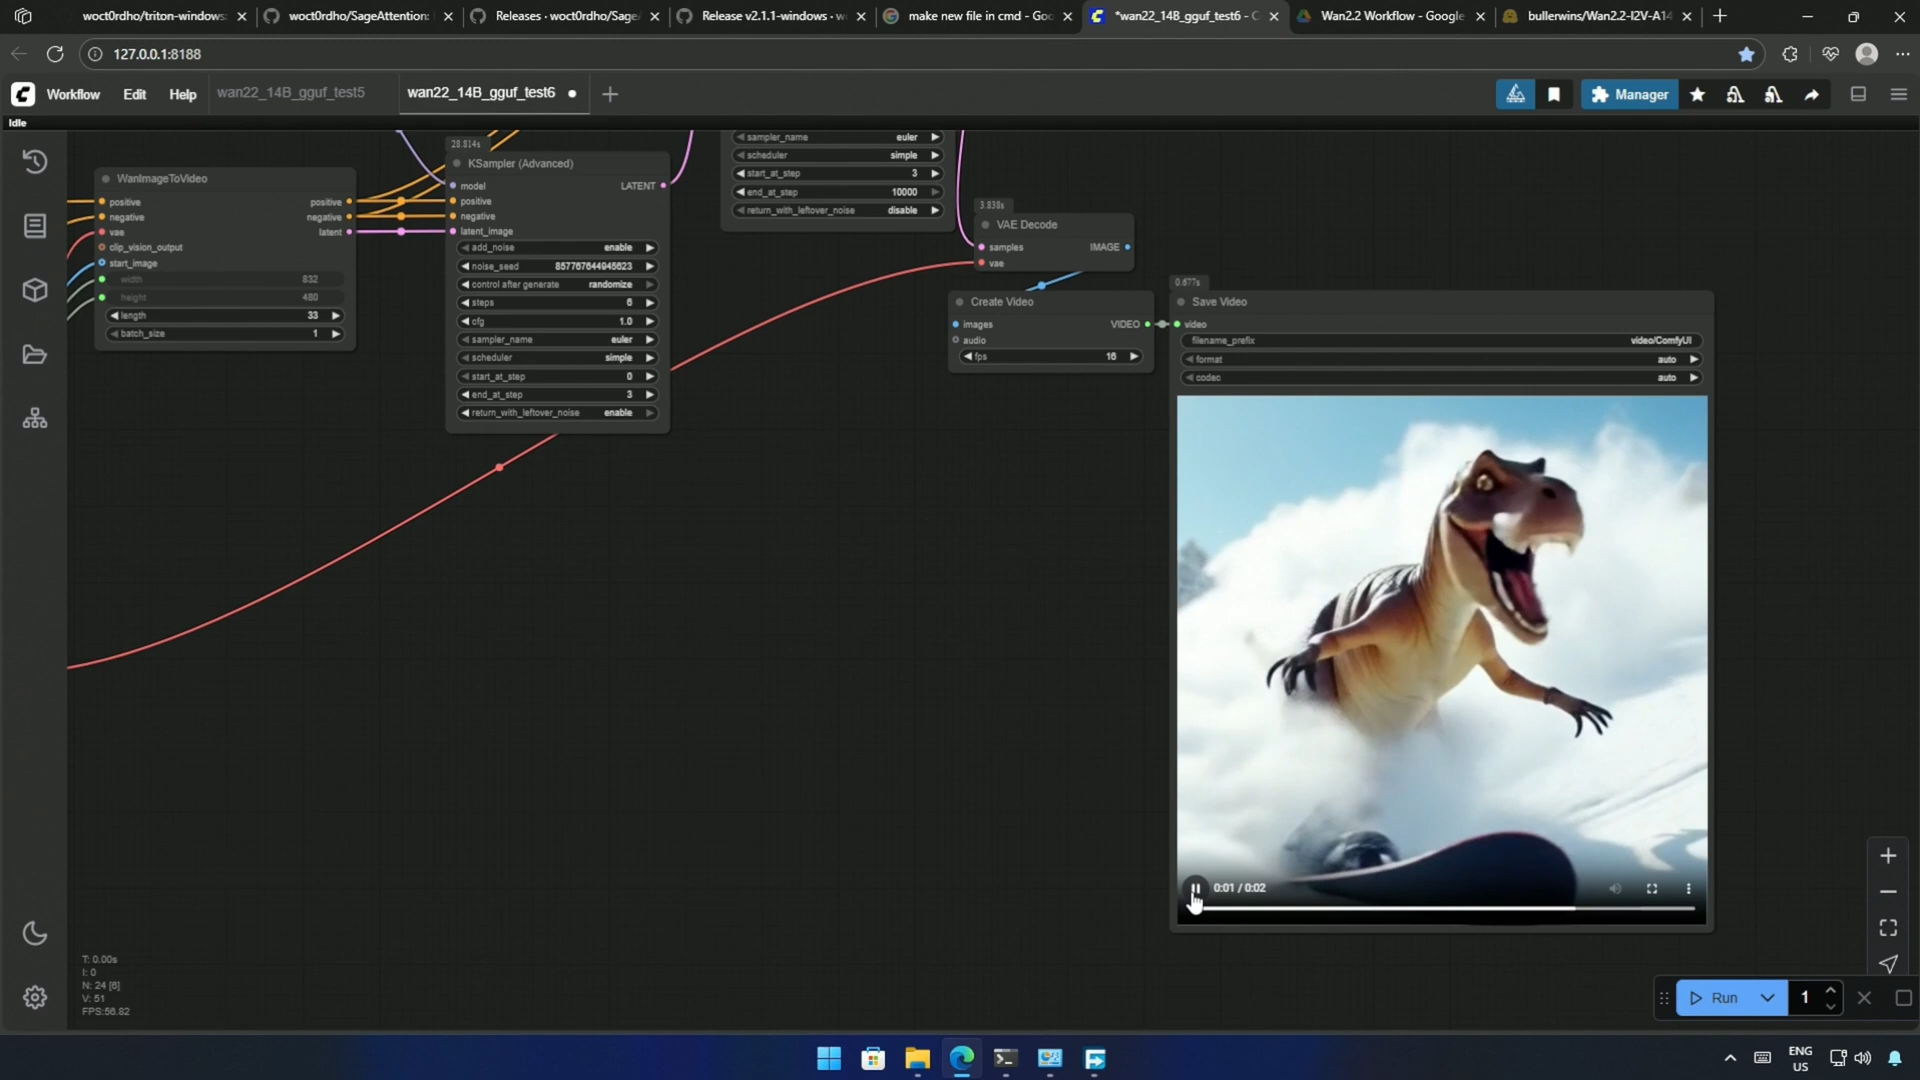 woct0rdho/triton-windows:
woct0rdho/SageAttention:
Releases · woct0rdho/Sage
Release v2.1.1-windows · w
make new file in cmd - Goo
*wan22_14B_gguf_test6 - C
Wan2.2 Workflow - Google
bullerwins/Wan2.2-I2V-A14
127.0.0.1:8188
Workflow
Edit
Help
wan22_14B_gguf_test5
wan22_14B_gguf_test6
Manager
Idle
WanImageToVideo
positive positive
negative negative
vae latent
clip_vision_output
start_image
width 832
height 480
length 33
batch_size 1
28.814s
KSampler (Advanced)
model LATENT
positive
negative
latent_image
add_noise enable
noise_seed 857767644945623
control after generate randomize
steps 6
cfg 1.0
sampler_name euler
scheduler simple
start_at_step 0
end_at_step 3
return_with_leftover_noise enable
sampler_name euler
scheduler simple
start_at_step 3
end_at_step 10000
return_with_leftover_noise disable
3.838s
VAE Decode
samples IMAGE
vae
Create Video
images VIDEO
audio
fps 16
0.677s
Save Video
video
filename_prefix video/ComfyUI
format auto
codec auto
0:01 / 0:02
T: 0.00s
I: 0
N: 24 [6]
V: 51
FPS:56.82
Run
1
ENG
US